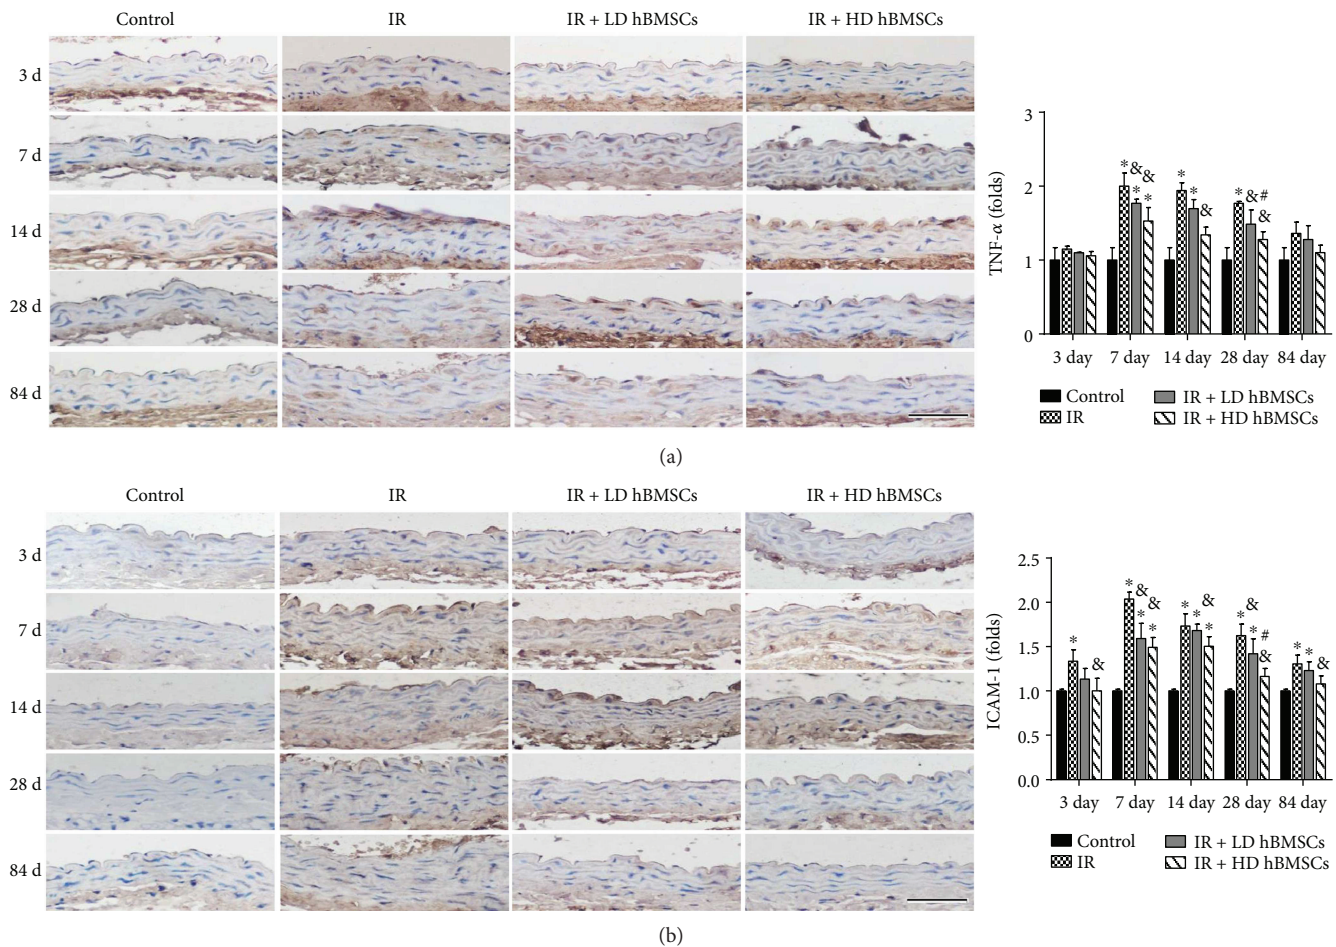 Control IR IR + LD hBMSCs IR + HD hBMSCs
3 d
7 d
14 d
28 d
84 d
TNF-α (folds)
3
2
1
0
* & & * *
* * &
* & # &
3 day 7 day 14 day 28 day 84 day
Control IR + LD hBMSCs
IR IR + HD hBMSCs
(a)
Control IR IR + LD hBMSCs IR + HD hBMSCs
3 d
7 d
14 d
28 d
84 d
ICAM-1 (folds)
2.5
2.0
1.5
1.0
0.5
0.0
* &
* & & * *
* * & *
* & * # &
* * &
3 day 7 day 14 day 28 day 84 day
Control IR + LD hBMSCs
IR IR + HD hBMSCs
(b)